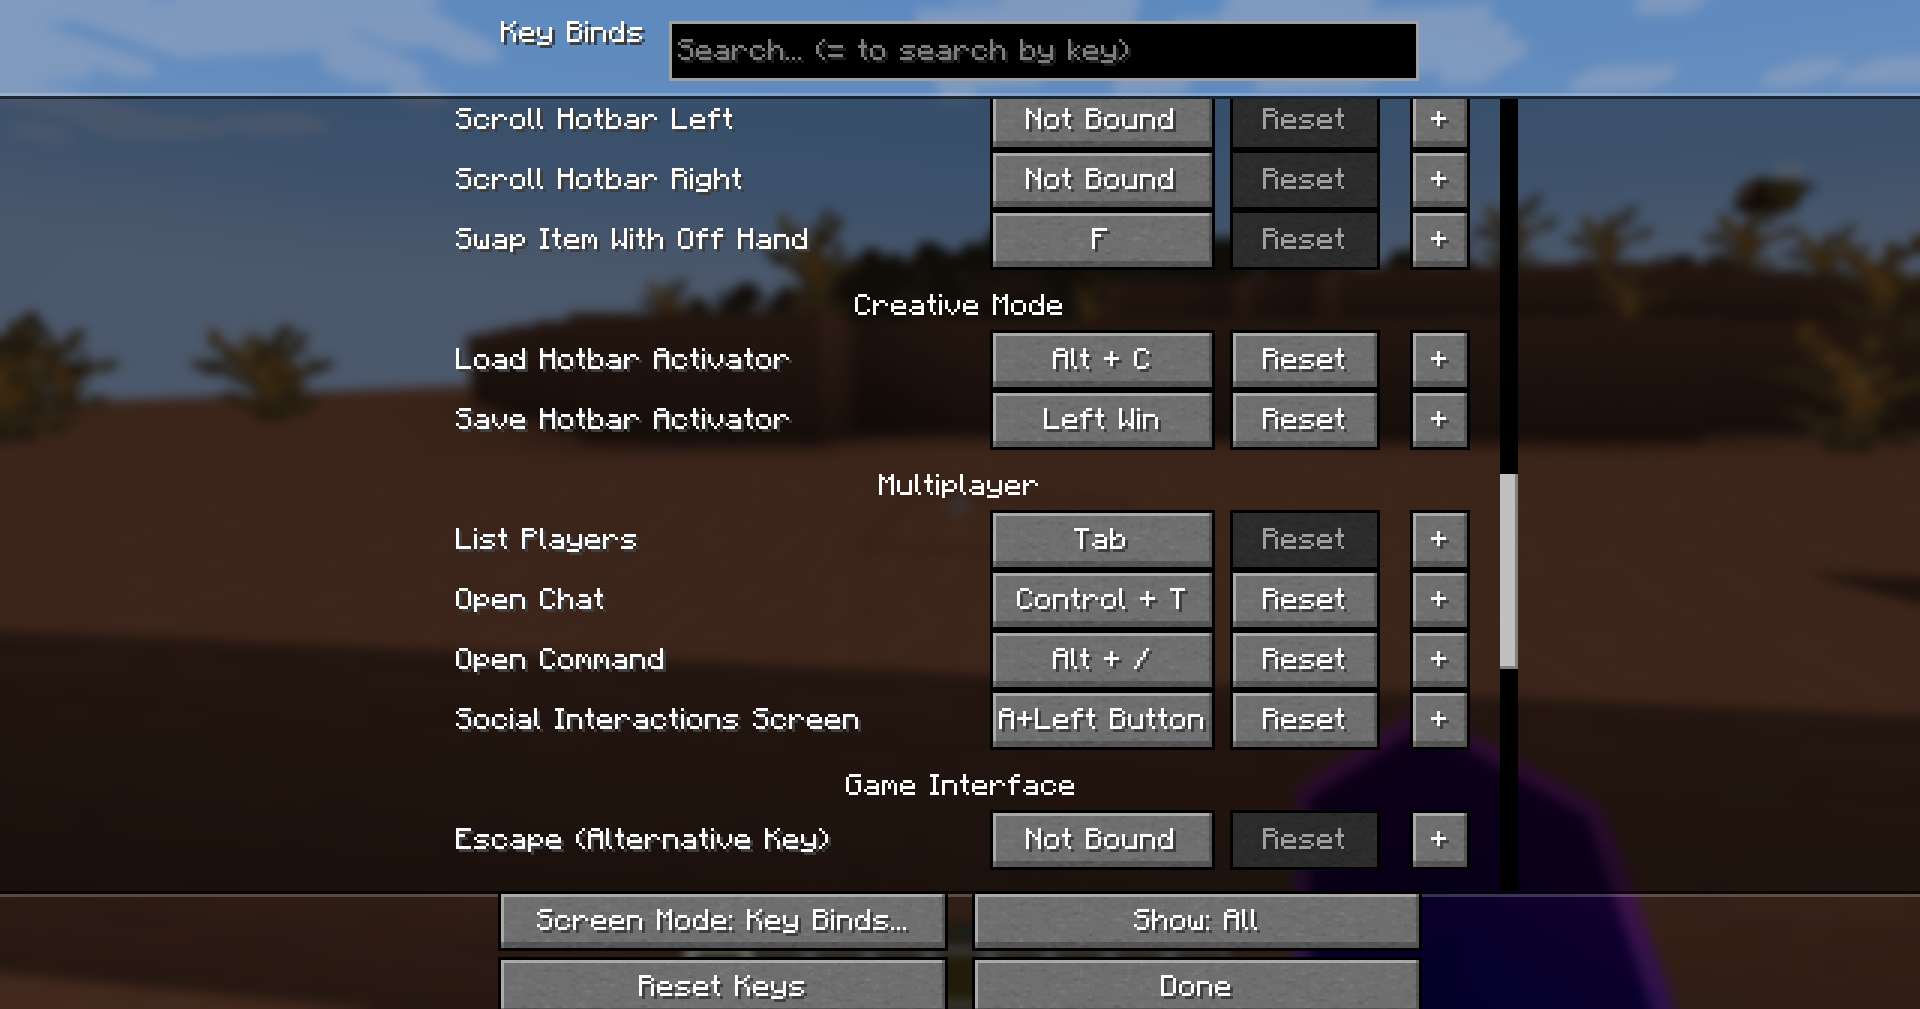 Key Binds
Search... (= to search by key)
Scroll Hotbar Left Not Bound Reset +
Scroll Hotbar Right Not Bound Reset +
Swap Item With Off Hand F Reset +
Creative Mode
Load Hotbar Activator Alt + C Reset +
Save Hotbar Activator Left Win Reset +
Multiplayer
List Players Tab Reset +
Open Chat Control + T Reset +
Open Command Alt + / Reset +
Social Interactions Screen A+Left Button Reset +
Game Interface
Escape (Alternative Key) Not Bound Reset +
Screen Mode: Key Binds... Show: All
Reset Keys Done